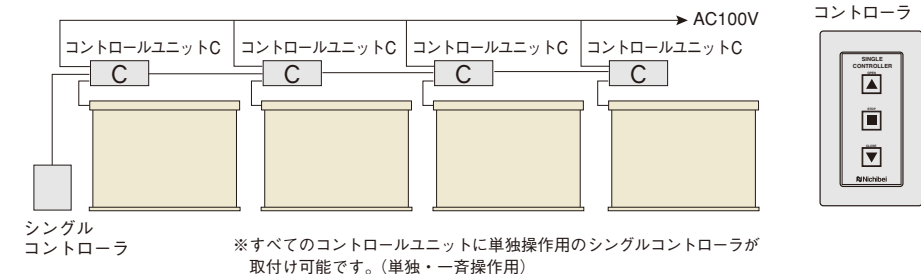 AC100V
コントローラ
コントロールユニットC
コントロールユニットC
コントロールユニットC
コントロールユニットC
C
C
C
C
SINGLE
CONTROLLER
OPEN
STOP
CLOSE
Nichibei
シングル
コントローラ
※すべてのコントロールユニットに単独操作用のシングルコントローラが
取付け可能です。(単独・一斉操作用)